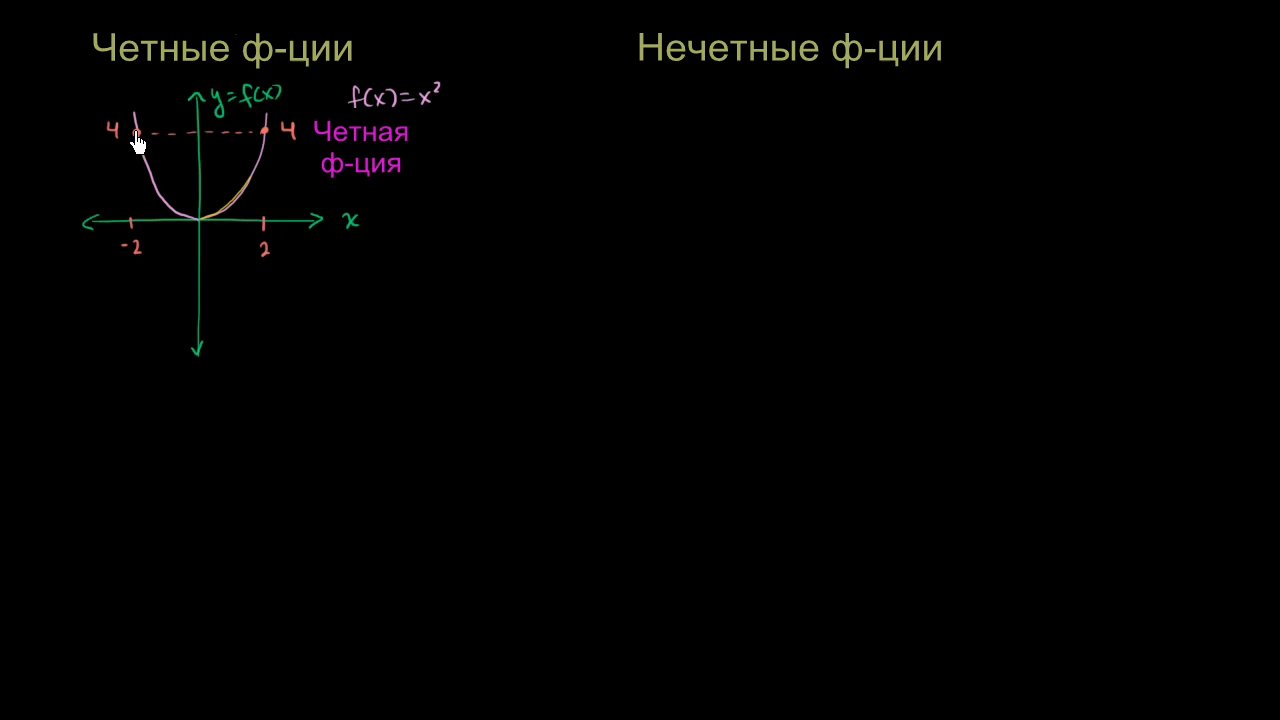 Четные ф-ции
Нечетные ф-ции
y=f(x)
f(x)=x²
4
4
Четная
ф-ция
x
-2
2